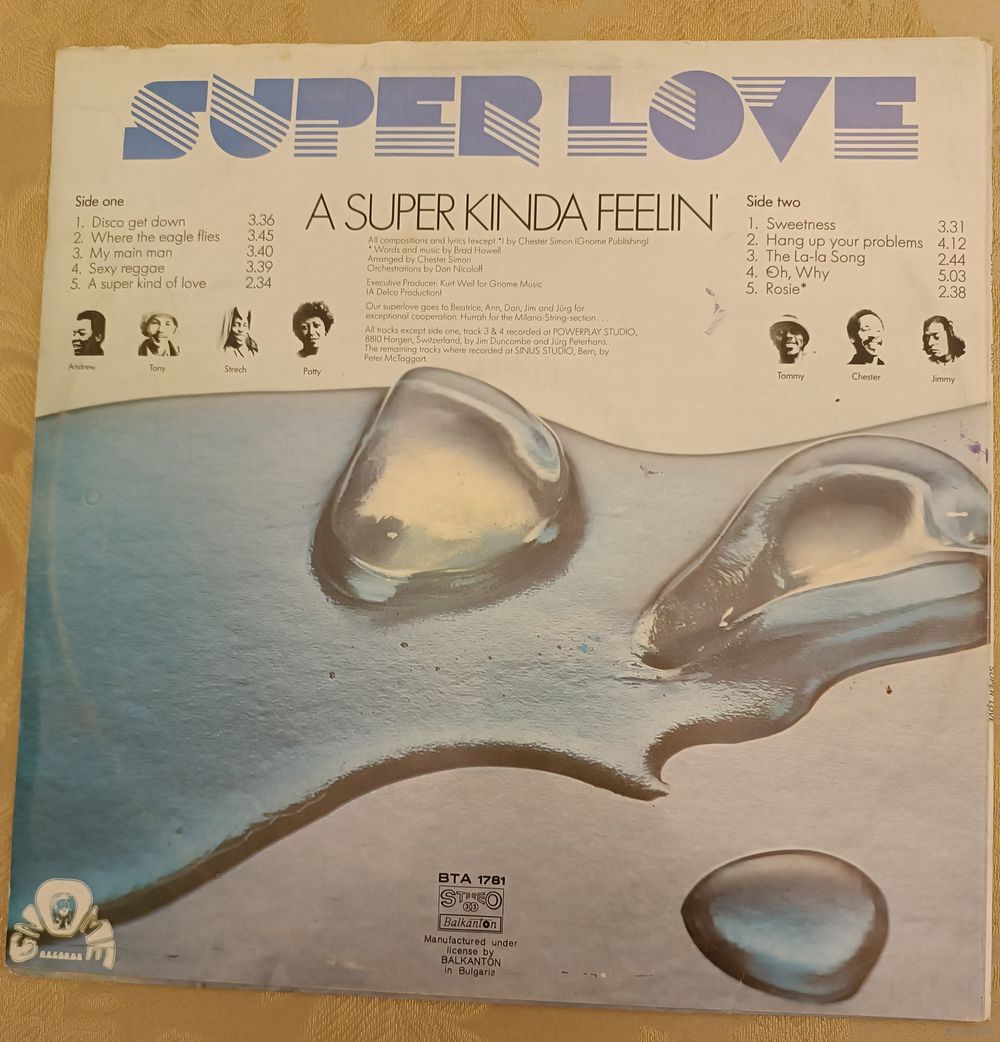 SUPER LOVE
A SUPER KINDA FEELIN'
Side one
1. Disco get down 3.36
2. Where the eagle flies 3.45
3. My main man 3.40
4. Sexy reggae 3.39
5. A super kind of love 2.34
Andrew
Tony
Strech
Patty
All compositions and lyrics (except *) by Chester Simon (Gnome Publishing)
* Words and music by Brad Howell
Arranged by Chester Simon
Orchestrations by Don Nicoloff
Executive Producer: Kurt Weil for Gnome Music
(A Delco Production)
Our superlove goes to Beatrice, Ann, Don, Jim and Jürg for
exceptional cooperation. Hurrah for the Milano-String-section . . .
All tracks except side one, track 3 & 4 recorded at POWERPLAY STUDIO,
8810 Horgen, Switzerland, by Jim Duncombe and Jürg Peterhans.
The remaining tracks where recorded at SINUS STUDIO, Bern, by
Peter McTaggart.
Side two
1. Sweetness 3.31
2. Hang up your problems 4.12
3. The La-la Song 2.44
4. Oh, Why 5.03
5. Rosie* 2.38
Tommy
Chester
Jimmy
SUPER LOVE
GNOME
RECORDS
BTA 1781
STEREO
33
Balkanton
Manufactured under
license by
BALKANTON
in Bulgaria